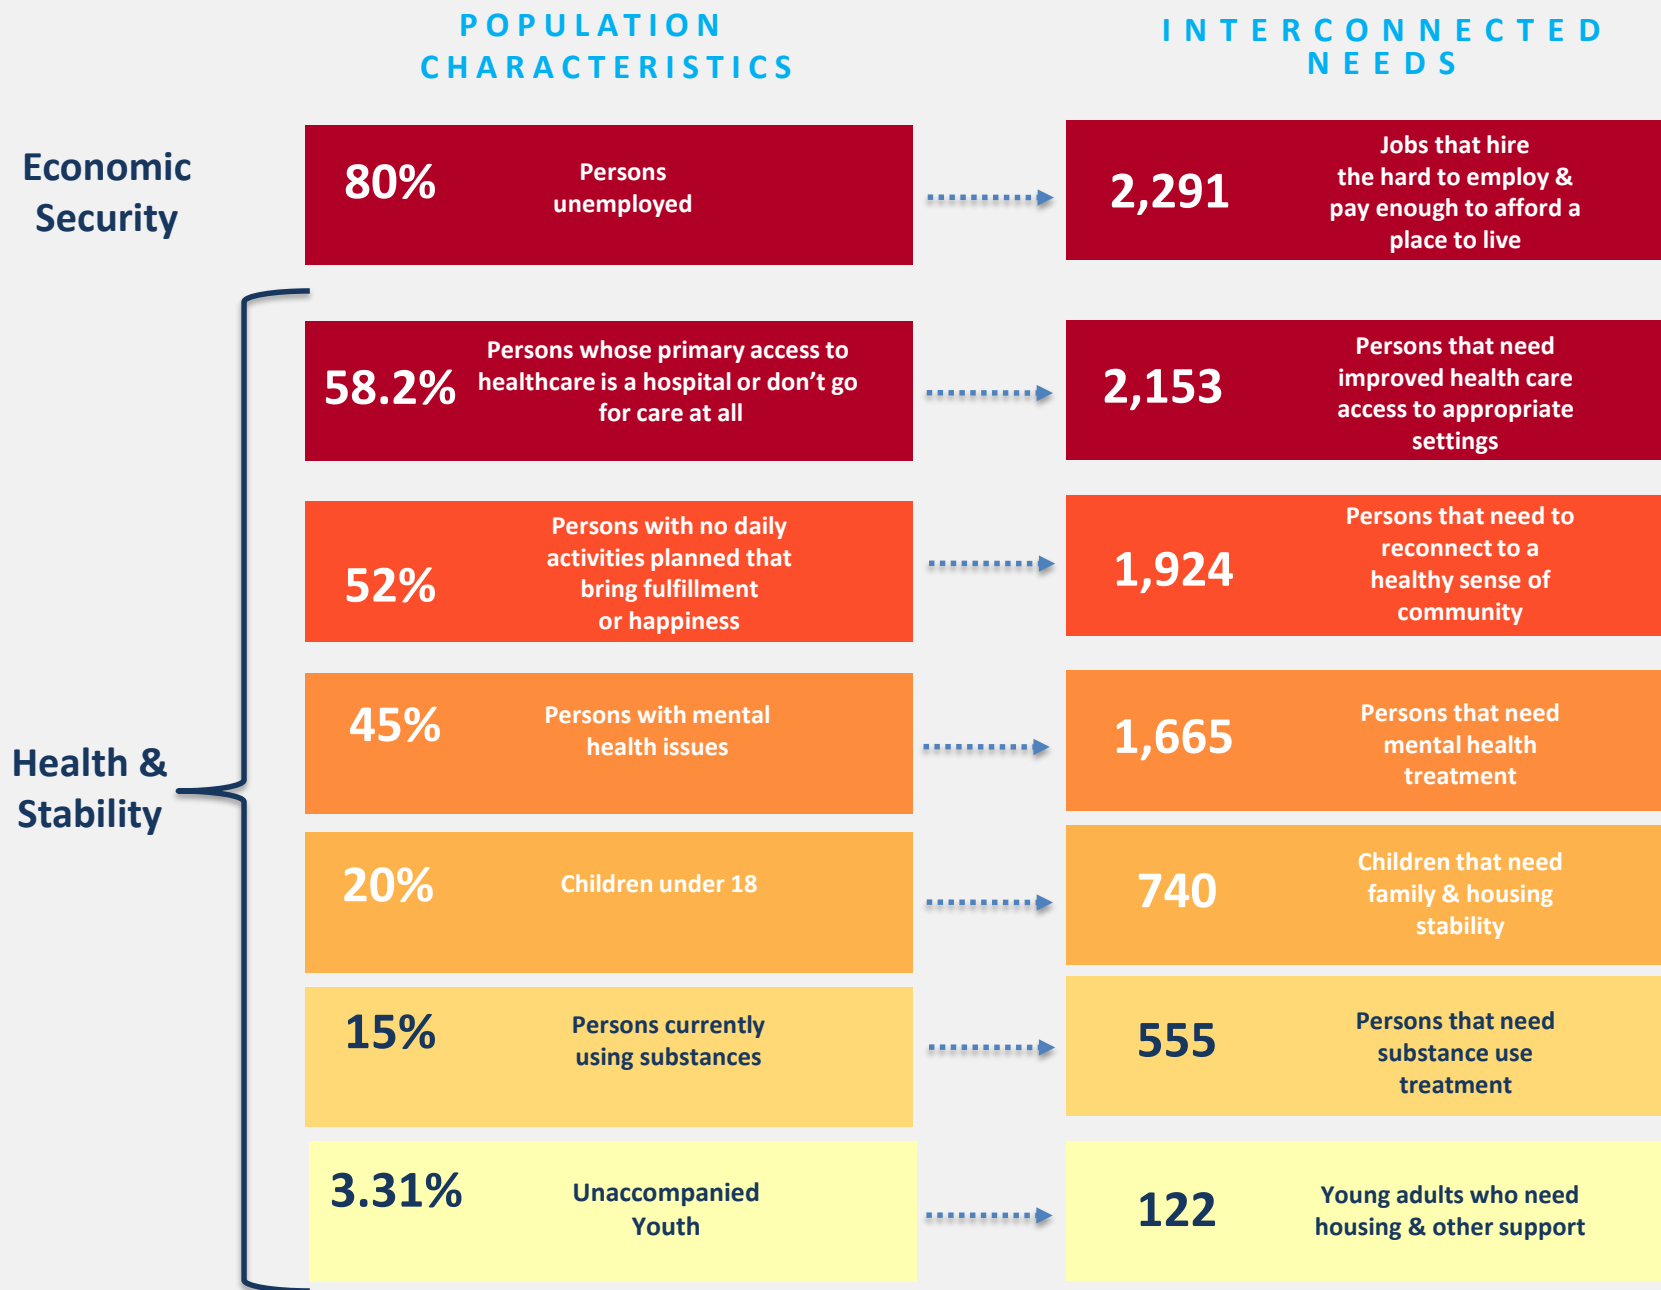 POPULATION
CHARACTERISTICS
INTERCONNECTED
NEEDS
Economic
Security
80%
Persons
unemployed
2,291
Jobs that hire
the hard to employ &
pay enough to afford a
place to live
Health &
Stability
58.2%
Persons whose primary access to
healthcare is a hospital or don't go
for care at all
2,153
Persons that need
improved health care
access to appropriate
settings
52%
Persons with no daily
activities planned that
bring fulfillment
or happiness
1,924
Persons that need to
reconnect to a
healthy sense of
community
45%
Persons with mental
health issues
1,665
Persons that need
mental health
treatment
20%
Children under 18
740
Children that need
family & housing
stability
15%
Persons currently
using substances
555
Persons that need
substance use
treatment
3.31%
Unaccompanied
Youth
122
Young adults who need
housing & other support